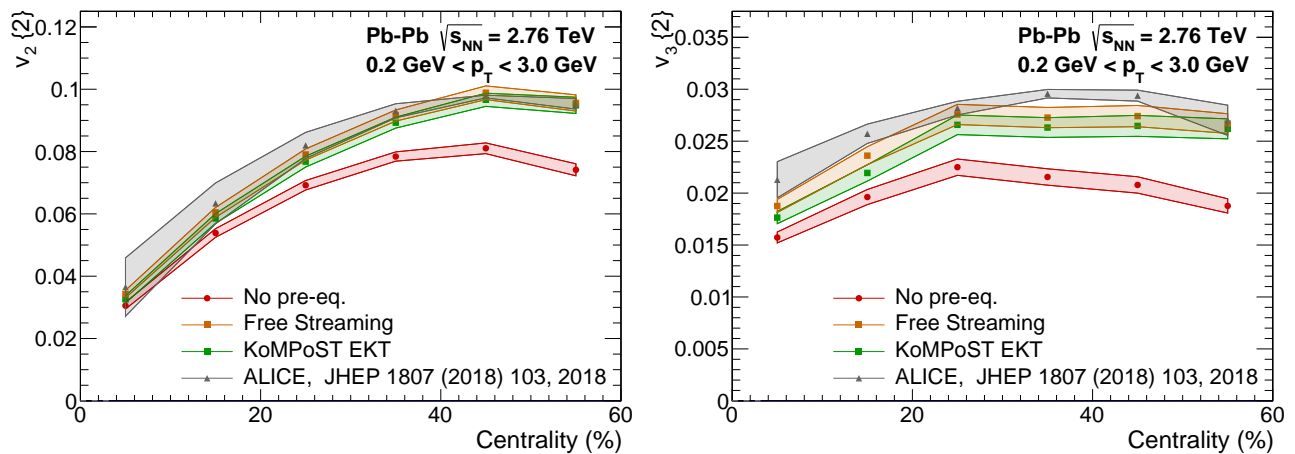 v₂ {2}
0.12
0.1
0.08
0.06
0.04
0.02
0
0
20
40
60
Centrality (%)
Pb-Pb √s_NN = 2.76 TeV
0.2 GeV < p_T < 3.0 GeV
No pre-eq.
Free Streaming
KoMPoST EKT
ALICE, JHEP 1807 (2018) 103, 2018
v₃{2}
0.035
0.03
0.025
0.02
0.015
0.01
0.005
0
0
20
40
60
Centrality (%)
Pb-Pb √s_NN = 2.76 TeV
0.2 GeV < p_T < 3.0 GeV
No pre-eq.
Free Streaming
KoMPoST EKT
ALICE, JHEP 1807 (2018) 103, 2018